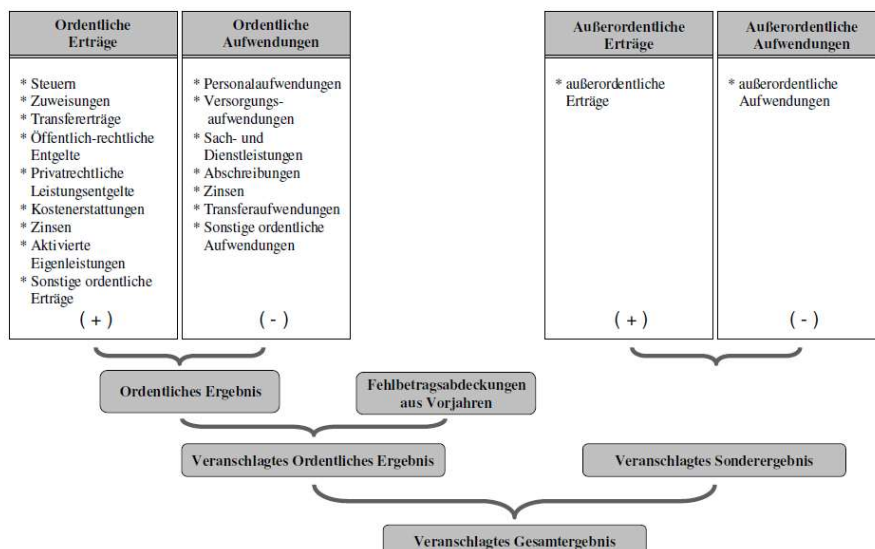 Ordentliche
Erträge
Ordentliche
Aufwendungen
Außerordentliche
Erträge
Außerordentliche
Aufwendungen
* Steuern
* Zuweisungen
* Transfererträge
* Öffentlich-rechtliche
Entgelte
* Privatrechtliche
Leistungsentgelte
* Kostenerstattungen
* Zinsen
* Aktivierte
Eigenleistungen
* Sonstige ordentliche
Erträge
( + )
* Personalaufwendungen
* Versorgungs-
aufwendungen
* Sach- und
Dienstleistungen
* Abschreibungen
* Zinsen
* Transferaufwendungen
* Sonstige ordentliche
Aufwendungen
( - )
* außerordentliche
Erträge
( + )
* außerordentliche
Aufwendungen
( - )
Ordentliches Ergebnis
Fehlbetragsabdeckungen
aus Vorjahren
Veranschlagtes Ordentliches Ergebnis
Veranschlagtes Sonderergebnis
Veranschlagtes Gesamtergebnis